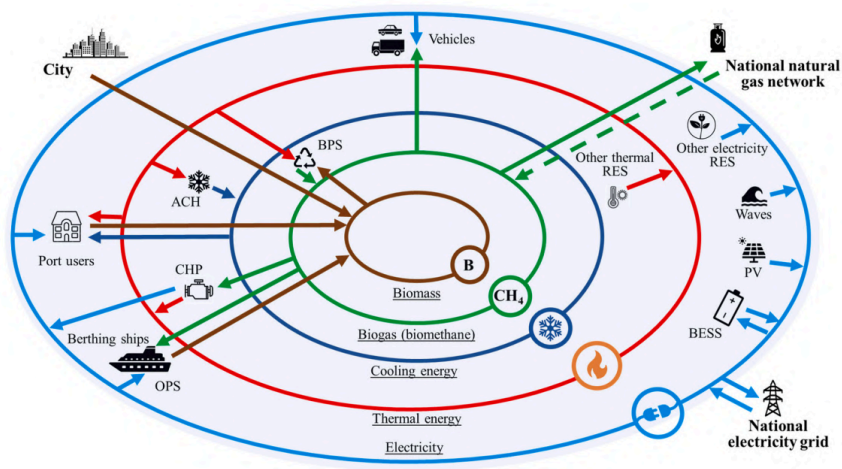 City
Vehicles
National natural
gas network
BPS
Other electricity
RES
Other thermal
RES
ACH
Waves
Port users
B
PV
CHP
Biomass
CH₄
Berthing ships
Biogas (biomethane)
BESS
Cooling energy
OPS
Thermal energy
National
electricity grid
Electricity